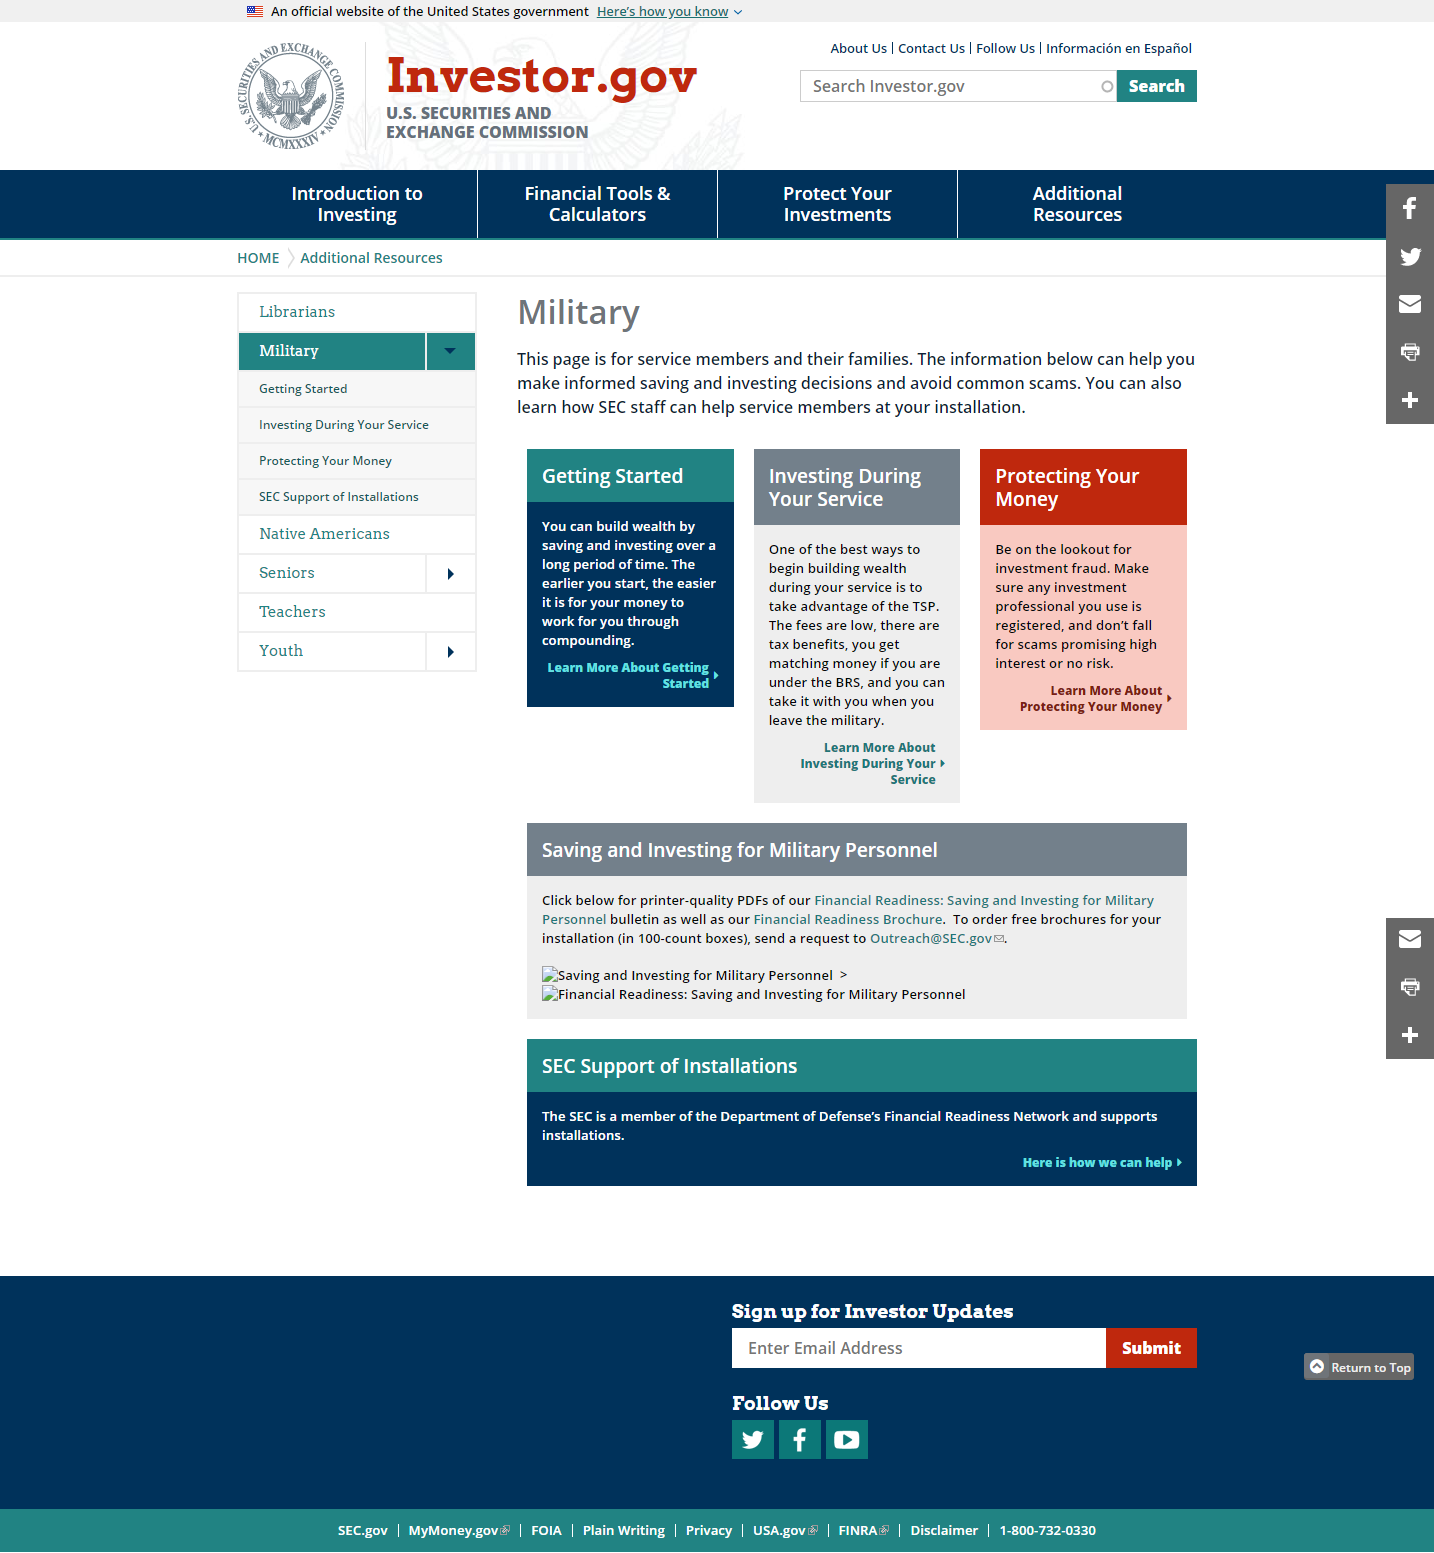 An official website of the United States government Here's how you know
U.S. SECURITIES AND EXCHANGE COMMISSION
MCMXXXIV
Investor.gov
U.S. SECURITIES AND
EXCHANGE COMMISSION
About Us | Contact Us | Follow Us | Información en Español
Search Investor.gov
Search
Introduction to
Investing
Financial Tools &
Calculators
Protect Your
Investments
Additional
Resources
HOME
Additional Resources
Librarians
Military
Getting Started
Investing During Your Service
Protecting Your Money
SEC Support of Installations
Native Americans
Seniors
Teachers
Youth
Military
This page is for service members and their families. The information below can help you
make informed saving and investing decisions and avoid common scams. You can also
learn how SEC staff can help service members at your installation.
Getting Started
You can build wealth by
saving and investing over a
long period of time. The
earlier you start, the easier
it is for your money to
work for you through
compounding.
Learn More About Getting
Started
Investing During
Your Service
One of the best ways to
begin building wealth
during your service is to
take advantage of the TSP.
The fees are low, there are
tax benefits, you get
matching money if you are
under the BRS, and you can
take it with you when you
leave the military.
Learn More About
Investing During Your
Service
Protecting Your
Money
Be on the lookout for
investment fraud. Make
sure any investment
professional you use is
registered, and don't fall
for scams promising high
interest or no risk.
Learn More About
Protecting Your Money
Saving and Investing for Military Personnel
Click below for printer-quality PDFs of our Financial Readiness: Saving and Investing for Military
Personnel bulletin as well as our Financial Readiness Brochure. To order free brochures for your
installation (in 100-count boxes), send a request to Outreach@SEC.gov.
Saving and Investing for Military Personnel >
Financial Readiness: Saving and Investing for Military Personnel
SEC Support of Installations
The SEC is a member of the Department of Defense's Financial Readiness Network and supports
installations.
Here is how we can help
Sign up for Investor Updates
Enter Email Address
Submit
Return to Top
Follow Us
SEC.gov | MyMoney.gov | FOIA | Plain Writing | Privacy | USA.gov | FINRA | Disclaimer | 1-800-732-0330